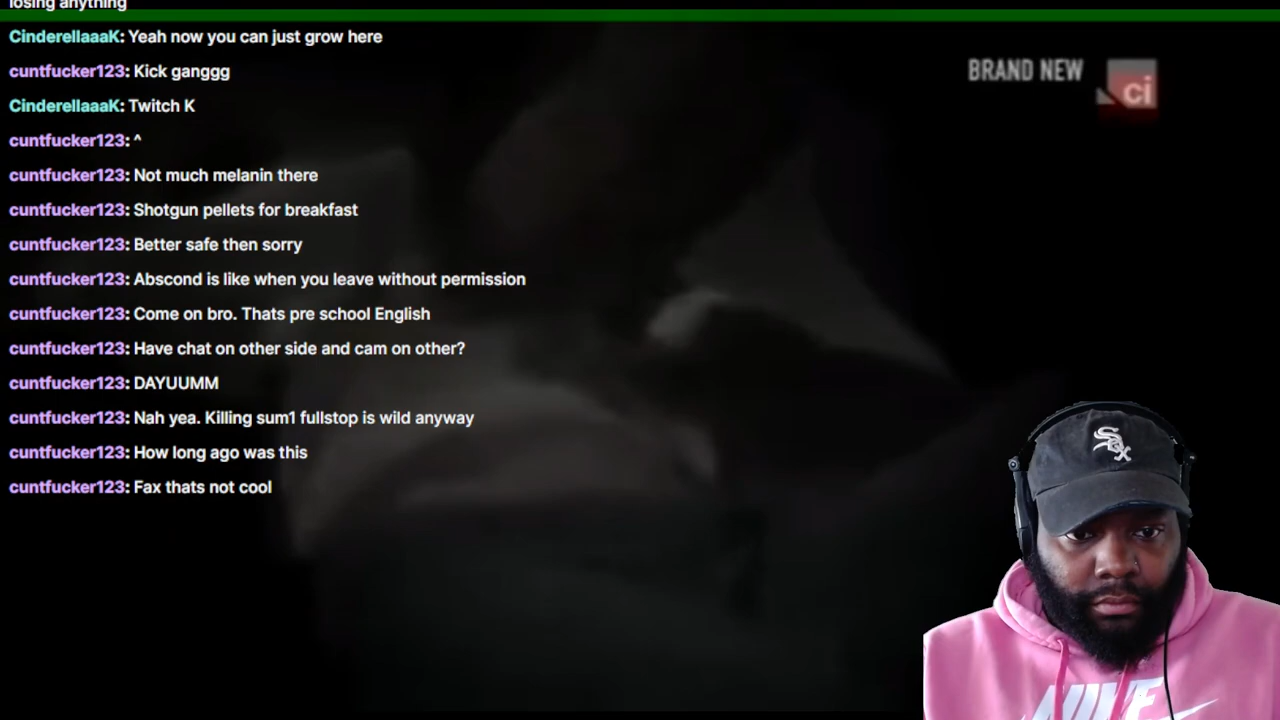 losing anything
CinderellaaaK: Yeah now you can just grow here
cuntfucker123: Kick ganggg
CinderellaaaK: Twitch K
cuntfucker123: ^
cuntfucker123: Not much melanin there
cuntfucker123: Shotgun pellets for breakfast
cuntfucker123: Better safe then sorry
cuntfucker123: Abscond is like when you leave without permission
cuntfucker123: Come on bro. Thats pre school English
cuntfucker123: Have chat on other side and cam on other?
cuntfucker123: DAYUUMM
cuntfucker123: Nah yea. Killing sum1 fullstop is wild anyway
cuntfucker123: How long ago was this
cuntfucker123: Fax thats not cool
BRAND NEW
ci
SOX
NIKE